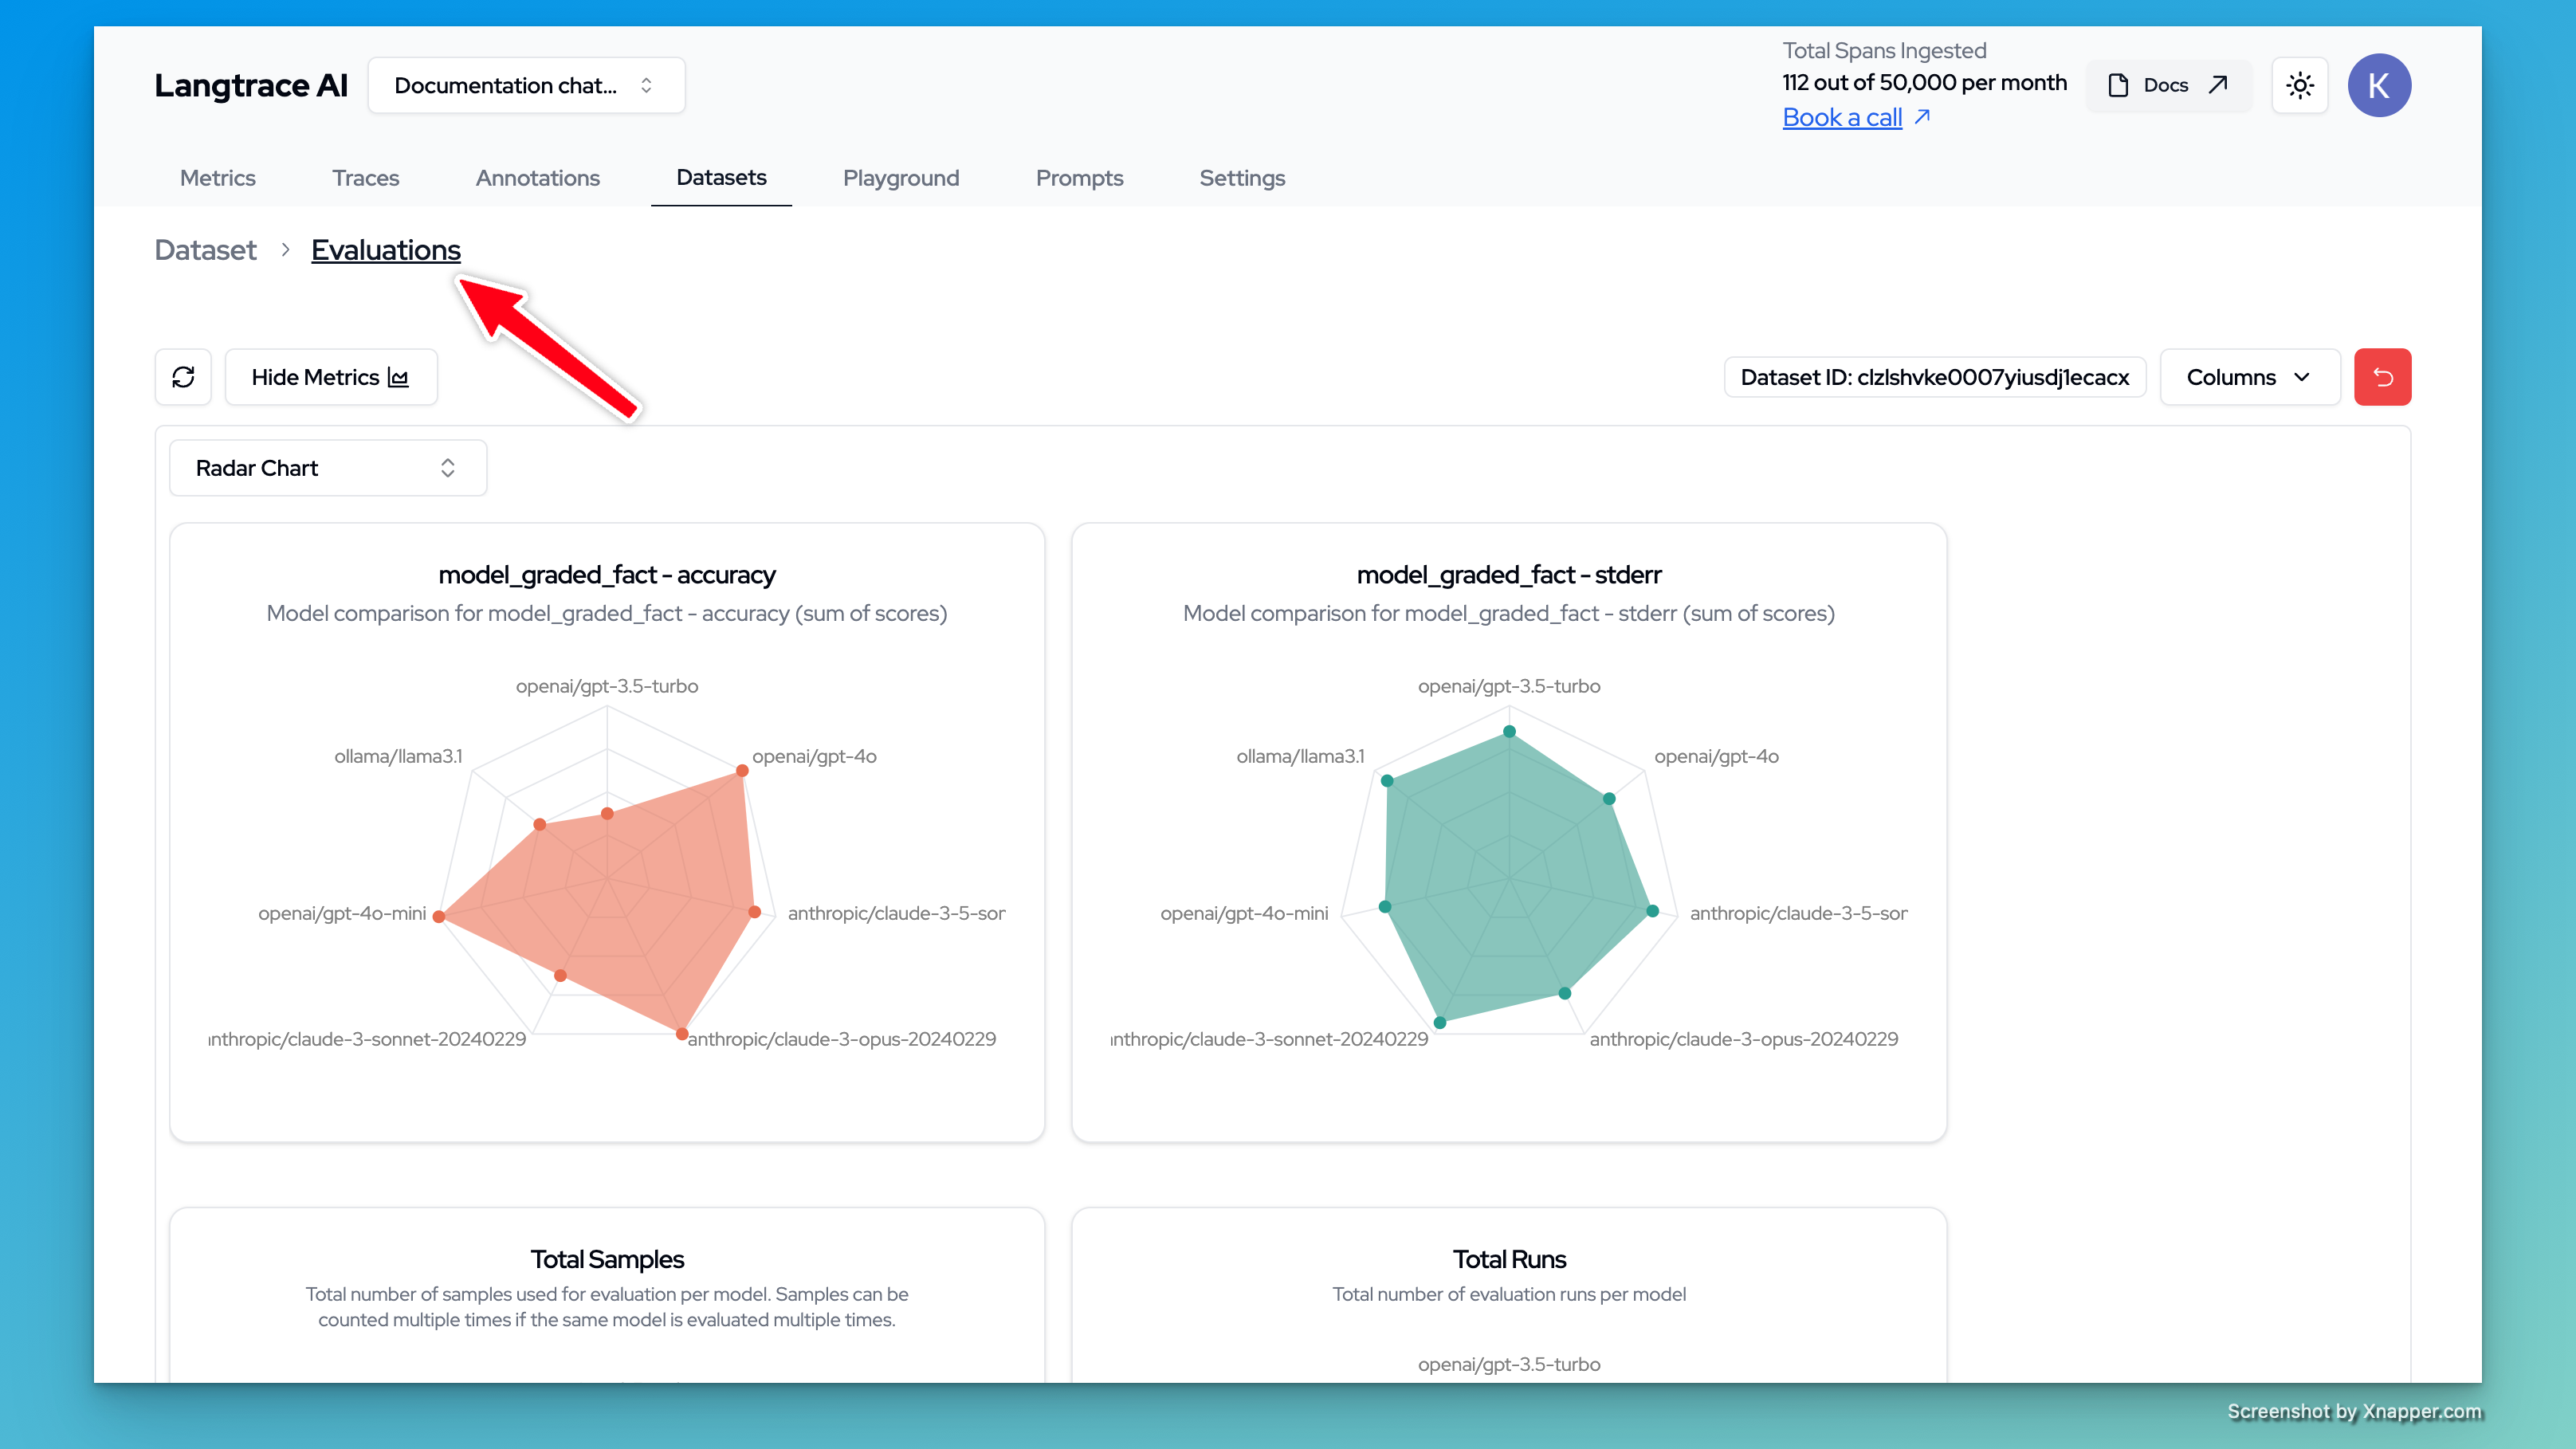 Langtrace AI
Documentation chat...
Total Spans Ingested
112 out of 50,000 per month
Book a call
Docs
K
Metrics
Traces
Annotations
Datasets
Playground
Prompts
Settings
Dataset
Evaluations
Hide Metrics
Dataset ID: clzlshvke0007yiusdj1ecacx
Columns
Radar Chart
model_graded_fact - accuracy
Model comparison for model_graded_fact - accuracy (sum of scores)
openai/gpt-3.5-turbo
ollama/llama3.1
openai/gpt-4o
openai/gpt-4o-mini
anthropic/claude-3-5-sor
nthropic/claude-3-sonnet-20240229
anthropic/claude-3-opus-20240229
model_graded_fact - stderr
Model comparison for model_graded_fact - stderr (sum of scores)
openai/gpt-3.5-turbo
ollama/llama3.1
openai/gpt-4o
openai/gpt-4o-mini
anthropic/claude-3-5-sor
nthropic/claude-3-sonnet-20240229
anthropic/claude-3-opus-20240229
Total Samples
Total number of samples used for evaluation per model. Samples can be
counted multiple times if the same model is evaluated multiple times.
Total Runs
Total number of evaluation runs per model
openai/gpt-3.5-turbo
Screenshot by Xnapper.com